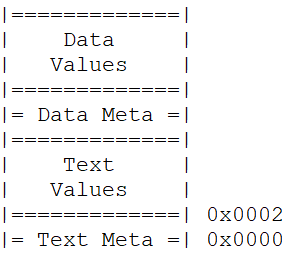 |=============|
|    Data     |
|   Values    |
|=============|
|= Data Meta =|
|=============|
|    Text     |
|   Values    |
|=============| 0x0002
|= Text Meta =| 0x0000